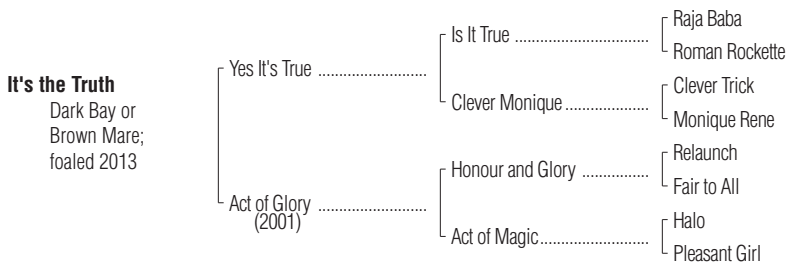 Raja Baba
Is It True ................................
Roman Rockette
Yes It's True ..........................
Clever Trick
Clever Monique....................
Monique Rene
It's the Truth
Dark Bay or
Brown Mare;
foaled 2013
Relaunch
Honour and Glory ................
Fair to All
Act of Glory ..........................
(2001)
Halo
Act of Magic..........................
Pleasant Girl